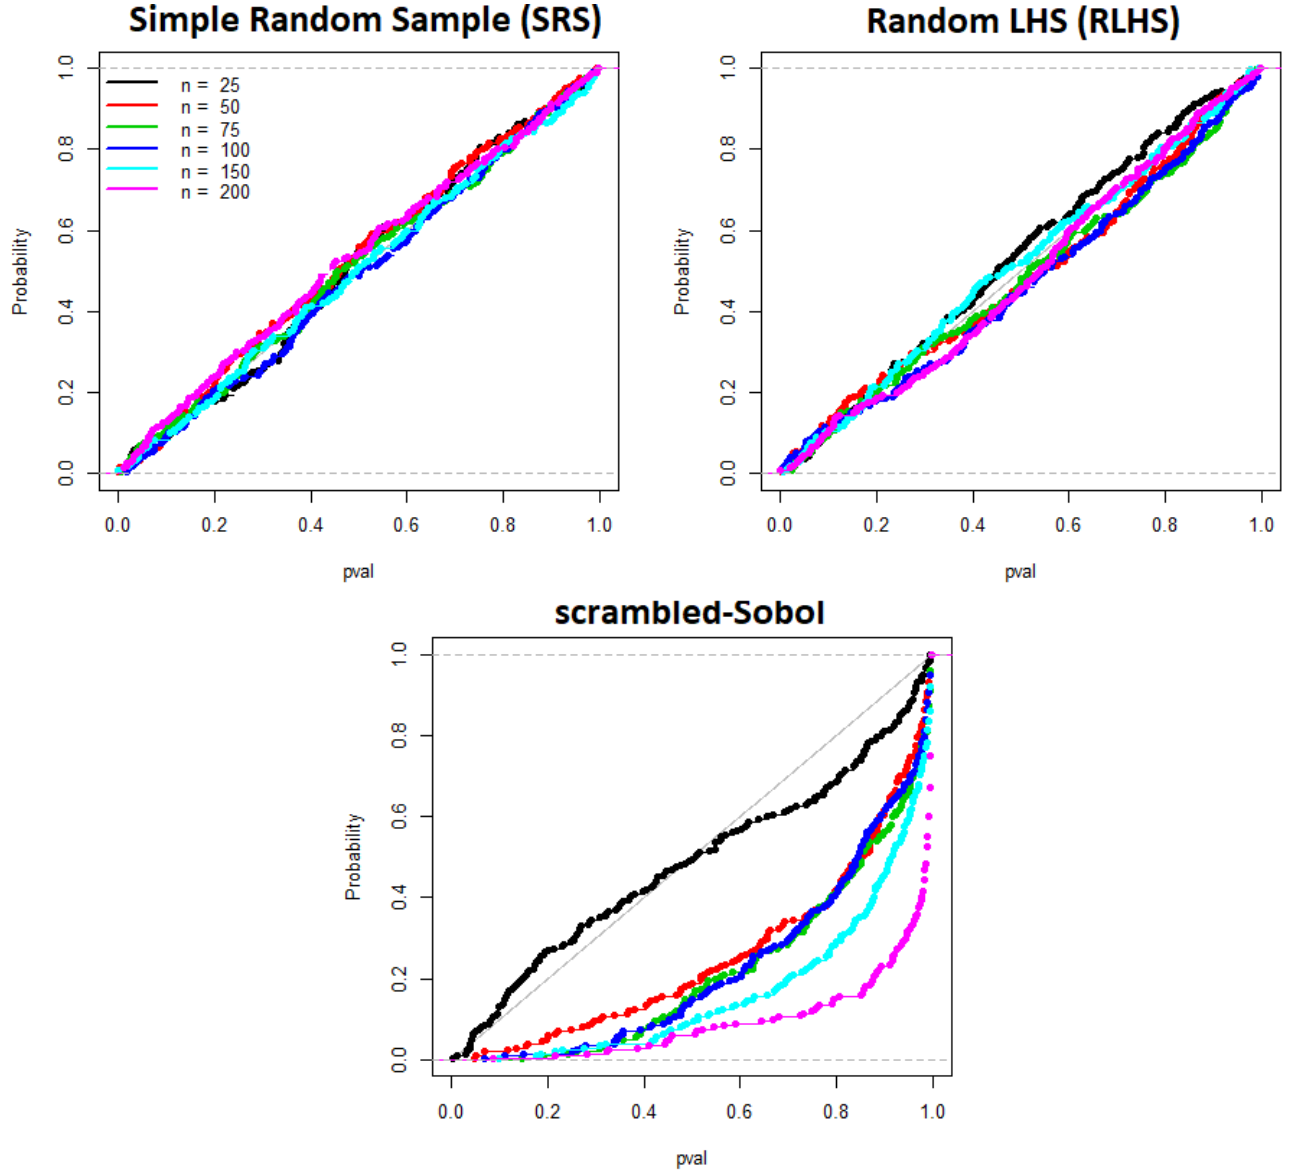 Simple Random Sample (SRS)
1.0
0.8
0.6
0.4
0.2
0.0
Probability
n = 25
n = 50
n = 75
n = 100
n = 150
n = 200
0.0 0.2 0.4 0.6 0.8 1.0
pval
Random LHS (RLHS)
1.0
0.8
0.6
0.4
0.2
0.0
Probability
0.0 0.2 0.4 0.6 0.8 1.0
pval
scrambled-Sobol
1.0
0.8
0.6
0.4
0.2
0.0
Probability
0.0 0.2 0.4 0.6 0.8 1.0
pval